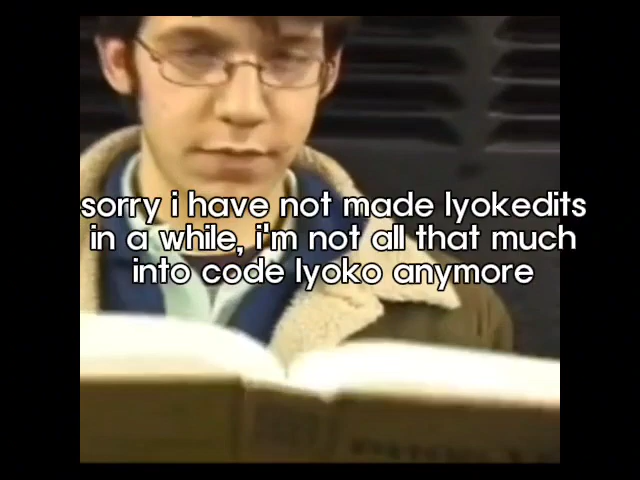 sorry i have not made lyokedits
in a while, i'm not all that much
into code lyoko anymore